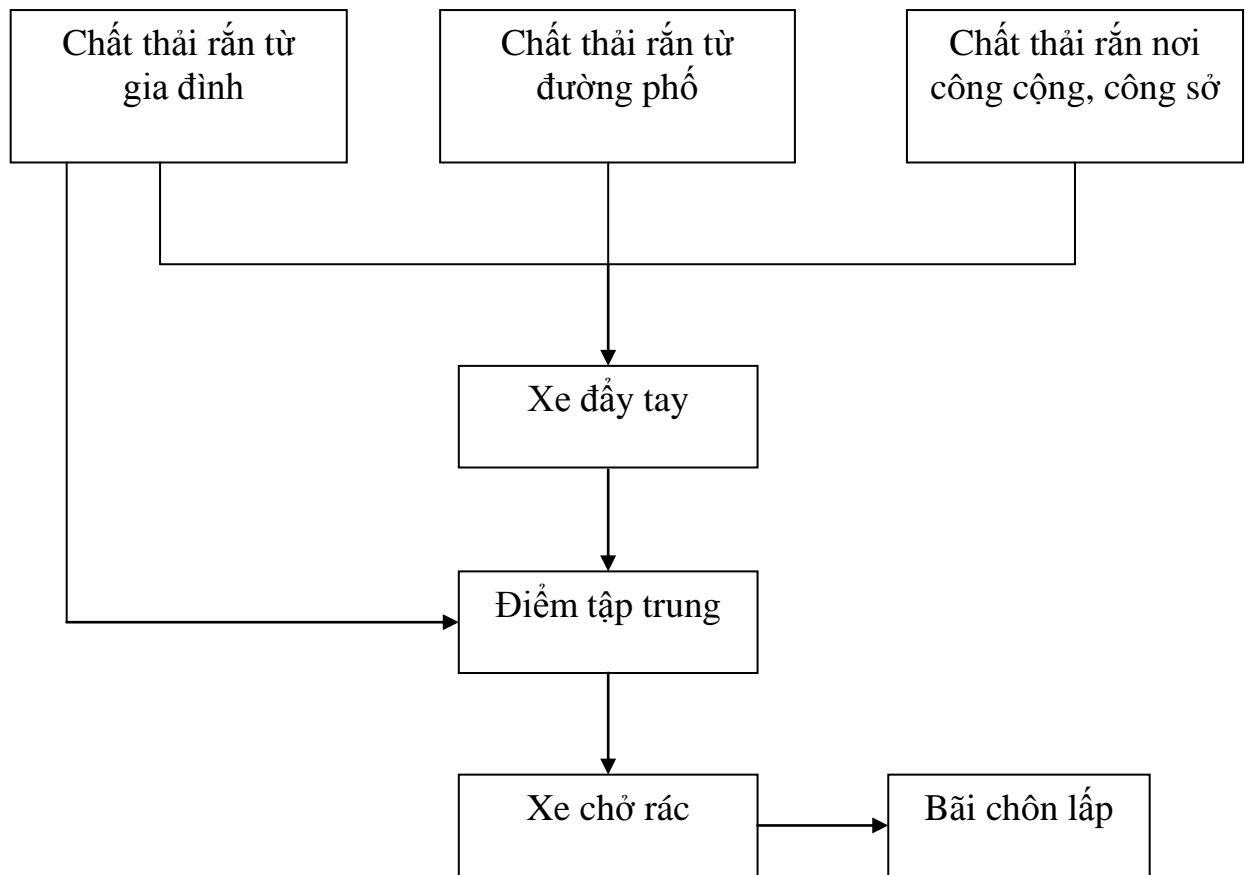 Chất thải rắn từ
gia đình
Chất thải rắn từ
đường phố
Chất thải rắn nơi
công cộng, công sở
Xe đẩy tay
Điểm tập trung
Xe chở rác
Bãi chôn lấp